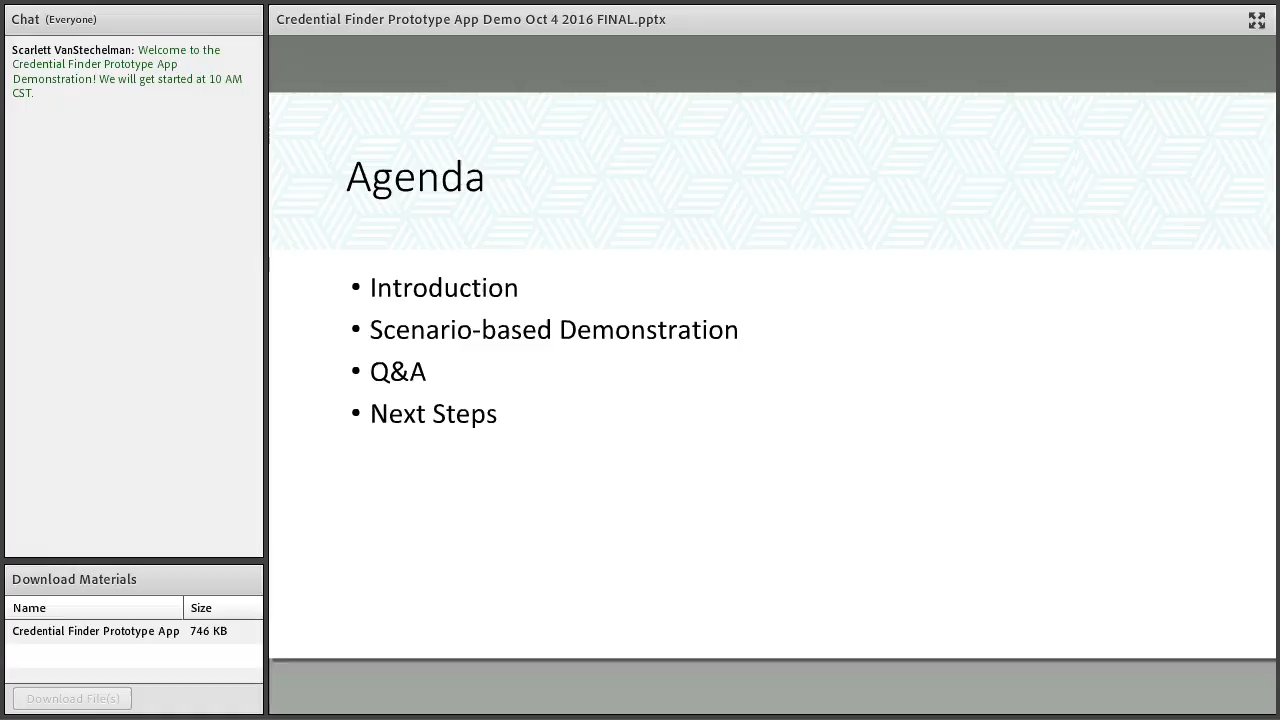 Chat (Everyone)
Scarlett VanStechelman: Welcome to the
Credential Finder Prototype App
Demonstration! We will get started at 10 AM
CST.
Download Materials
Name Size
Credential Finder Prototype App 746 KB
Download File(s)
Credential Finder Prototype App Demo Oct 4 2016 FINAL.pptx
Agenda
• Introduction
• Scenario-based Demonstration
• Q&A
• Next Steps